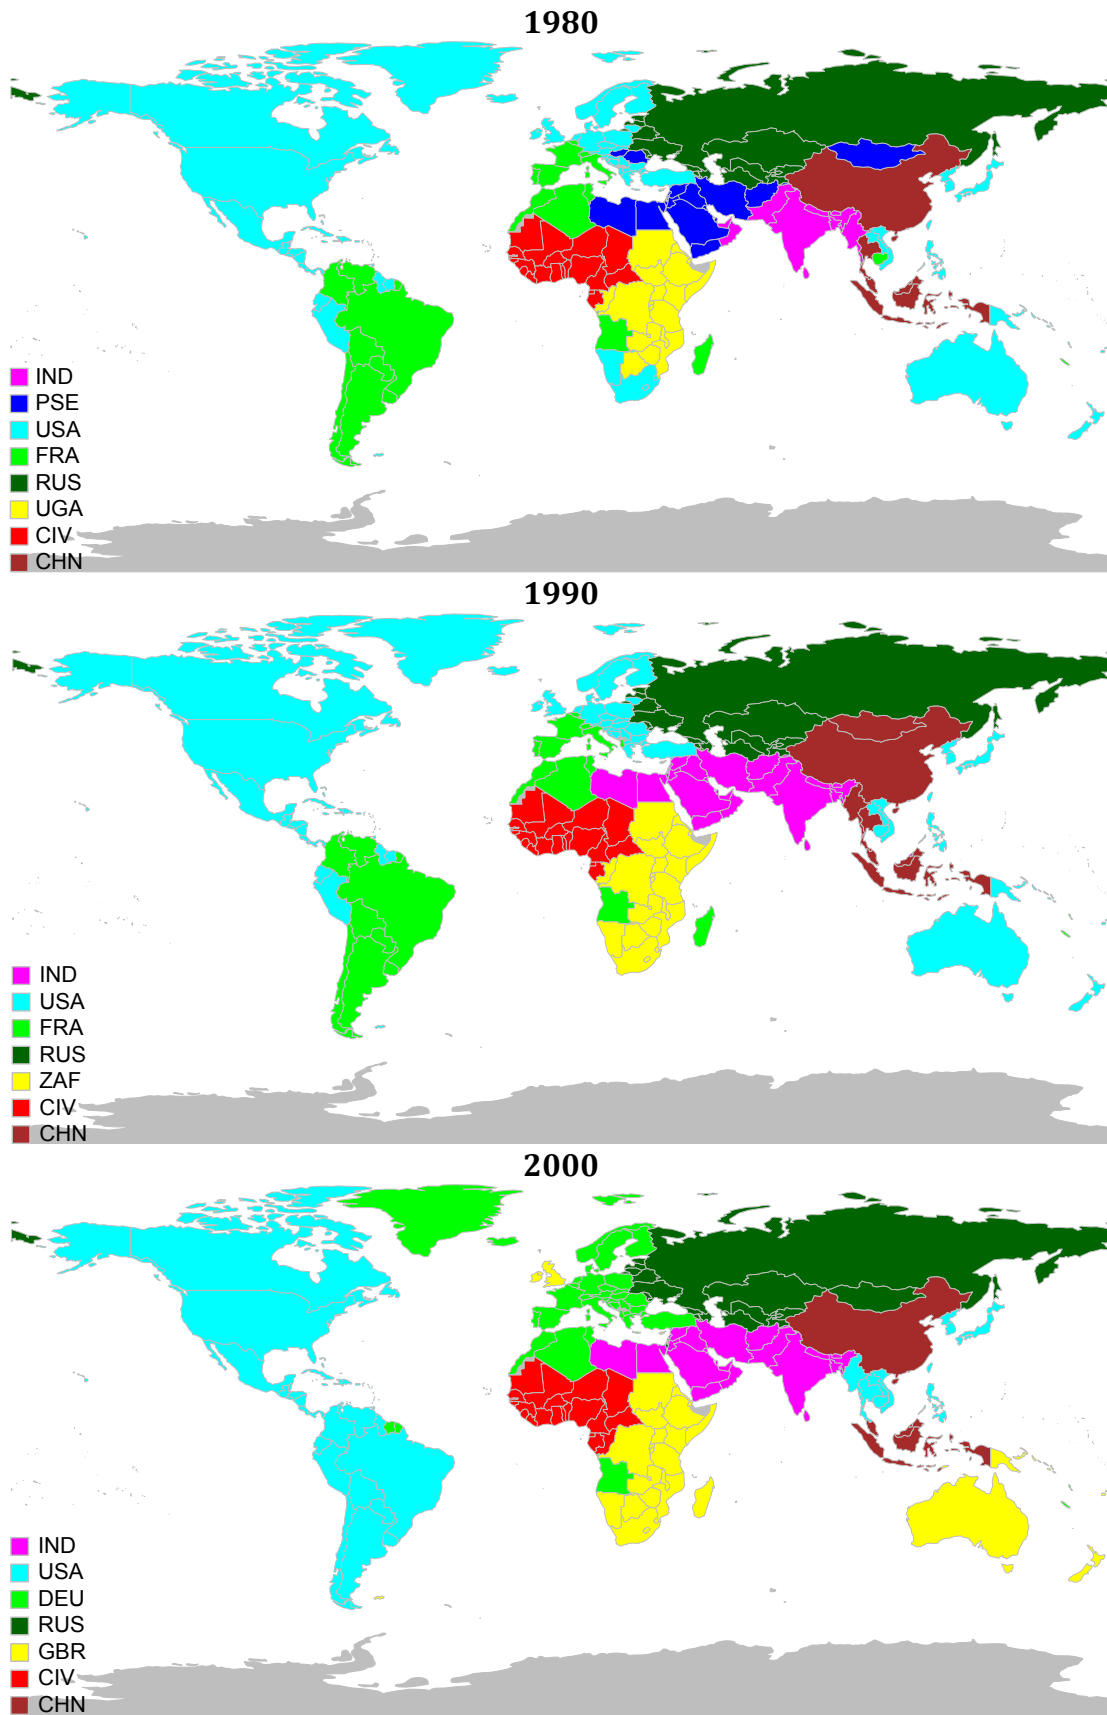 1980
IND
PSE
USA
FRA
RUS
UGA
CIV
CHN
1990
IND
USA
FRA
RUS
ZAF
CIV
CHN
2000
IND
USA
DEU
RUS
GBR
CIV
CHN